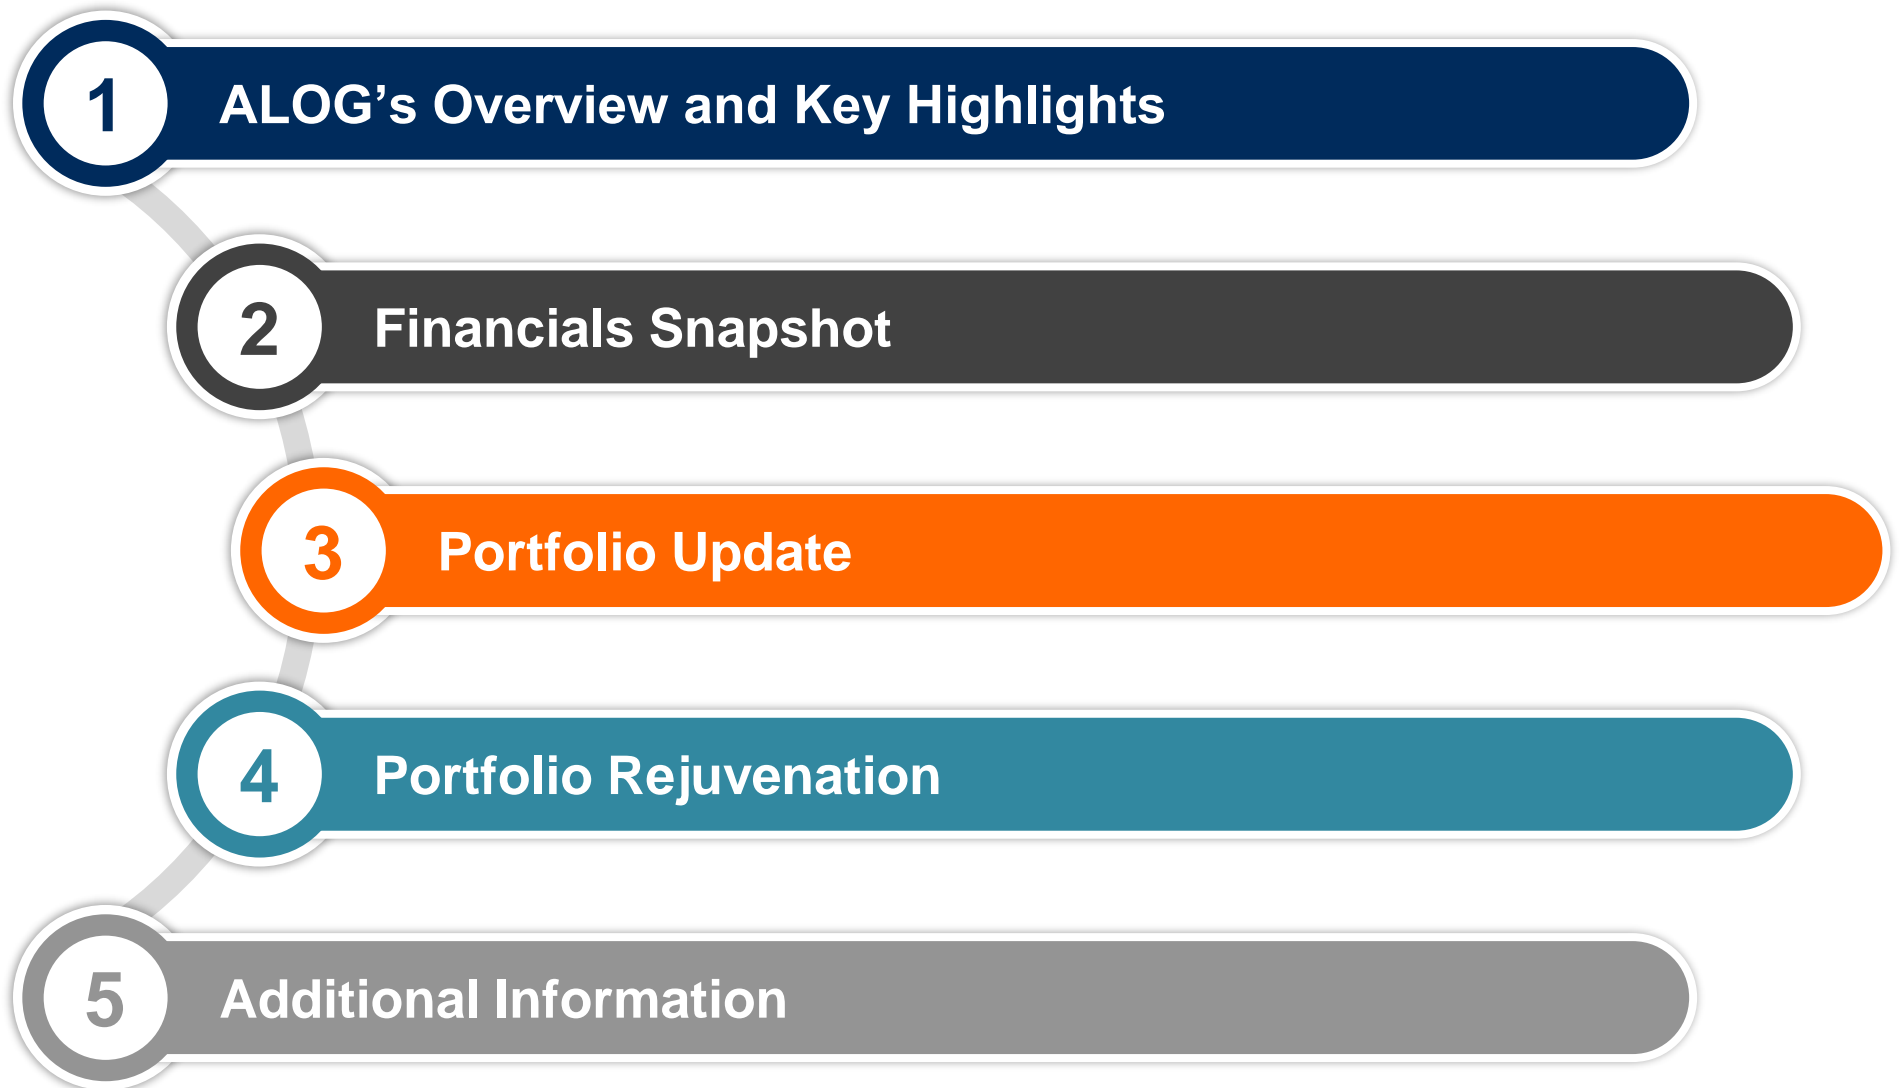 1 ALOG’s Overview and Key Highlights
2 Financials Snapshot
3 Portfolio Update
4 Portfolio Rejuvenation
5 Additional Information